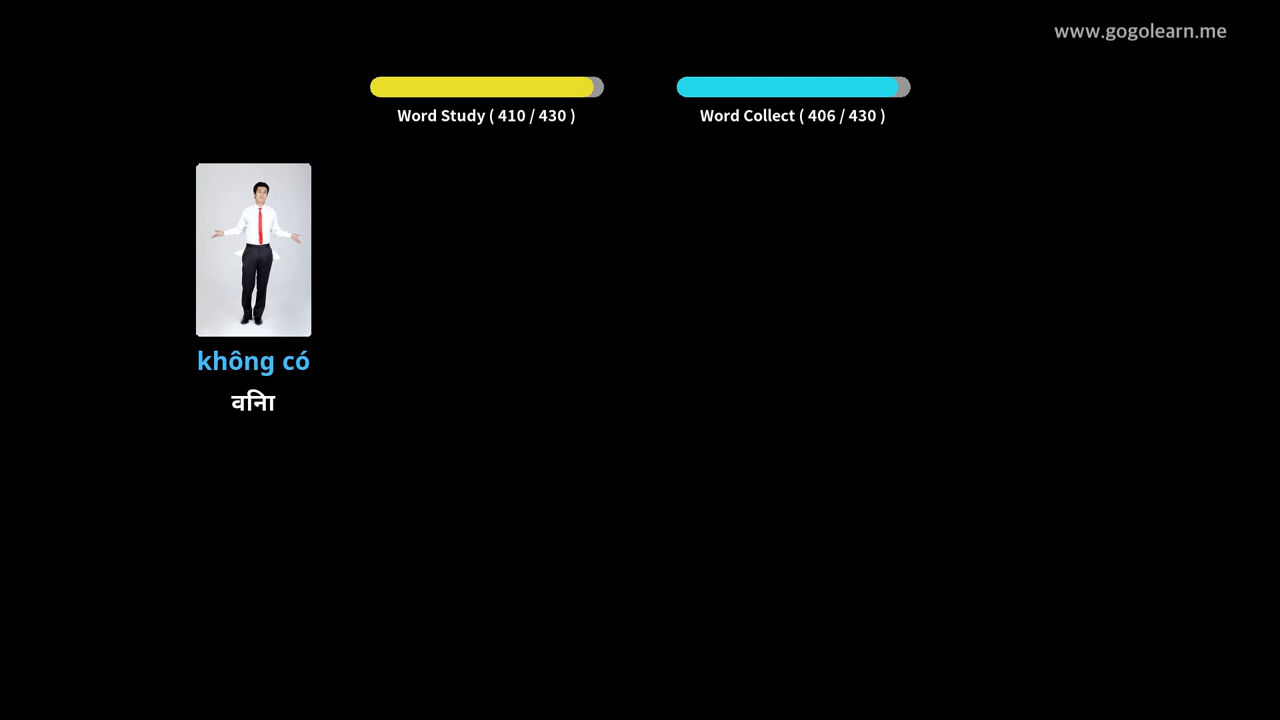 www.gogolearn.me
Word Study ( 410 / 430 )
Word Collect ( 406 / 430 )
không có
वनिा